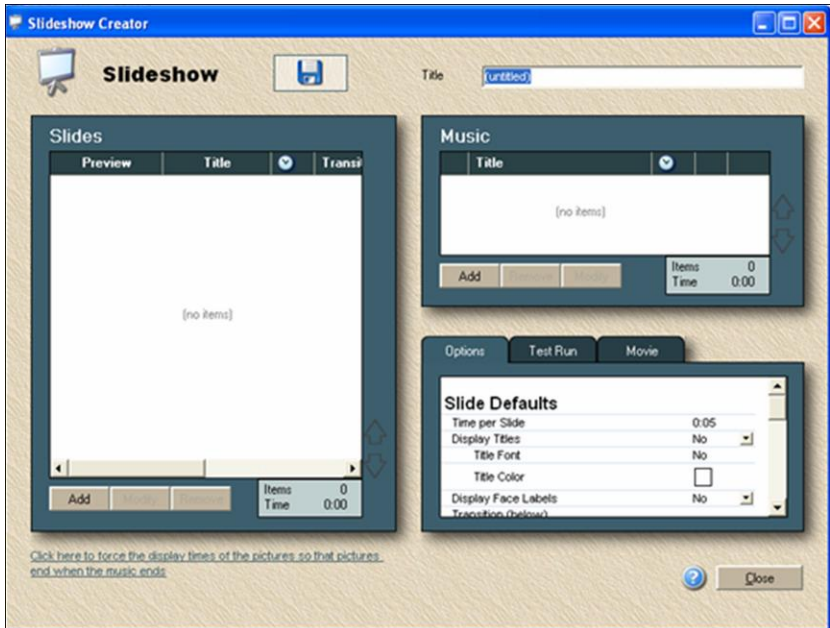 Slideshow Creator
Slideshow
Title
(untitled)
Slides
Preview Title Transit
(no items)
Add Modify Remove
Items 0
Time 0:00
Click here to force the display times of the pictures so that pictures
end when the music ends
Music
Title
(no items)
Add Remove Modify
Items 0
Time 0:00
Options Test Run Movie
Slide Defaults
Time per Slide 0:05
Display Titles No
Title Font No
Title Color
Display Face Labels No
Transition (below)
? Close